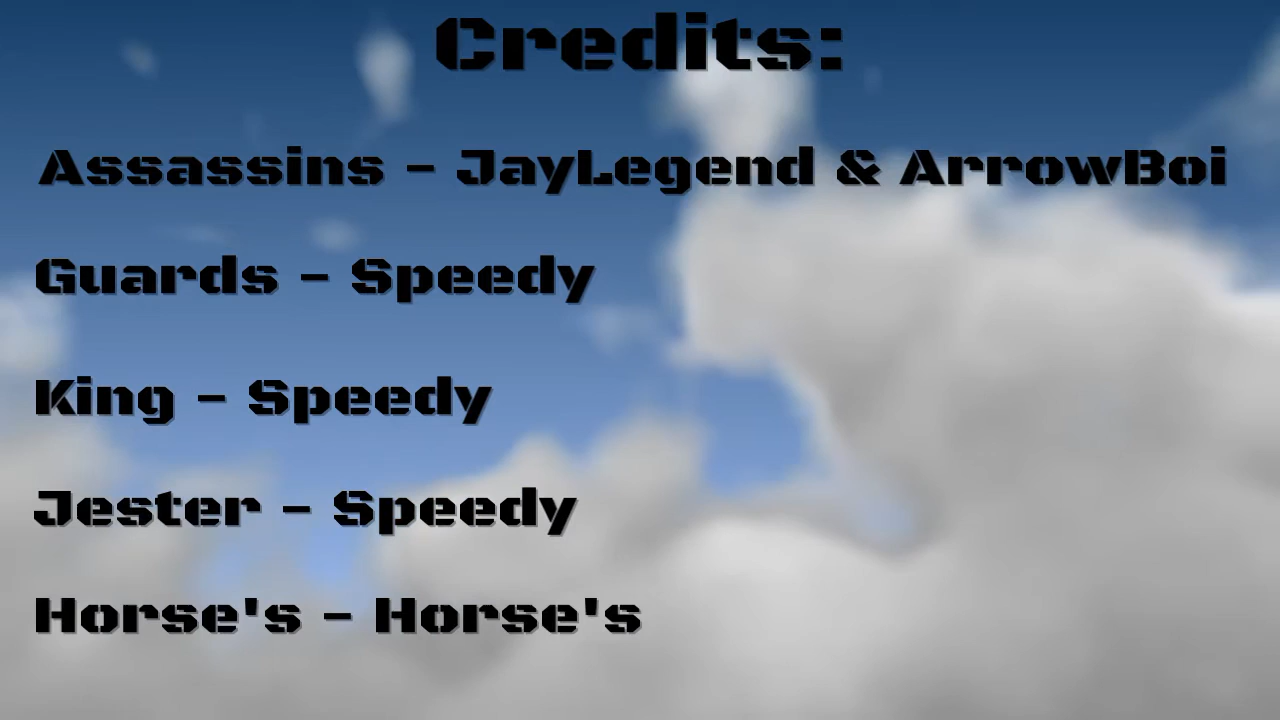 Credits:
Assassins - JayLegend & ArrowBoi
Guards - Speedy
King - Speedy
Jester - Speedy
Horse's - Horse's